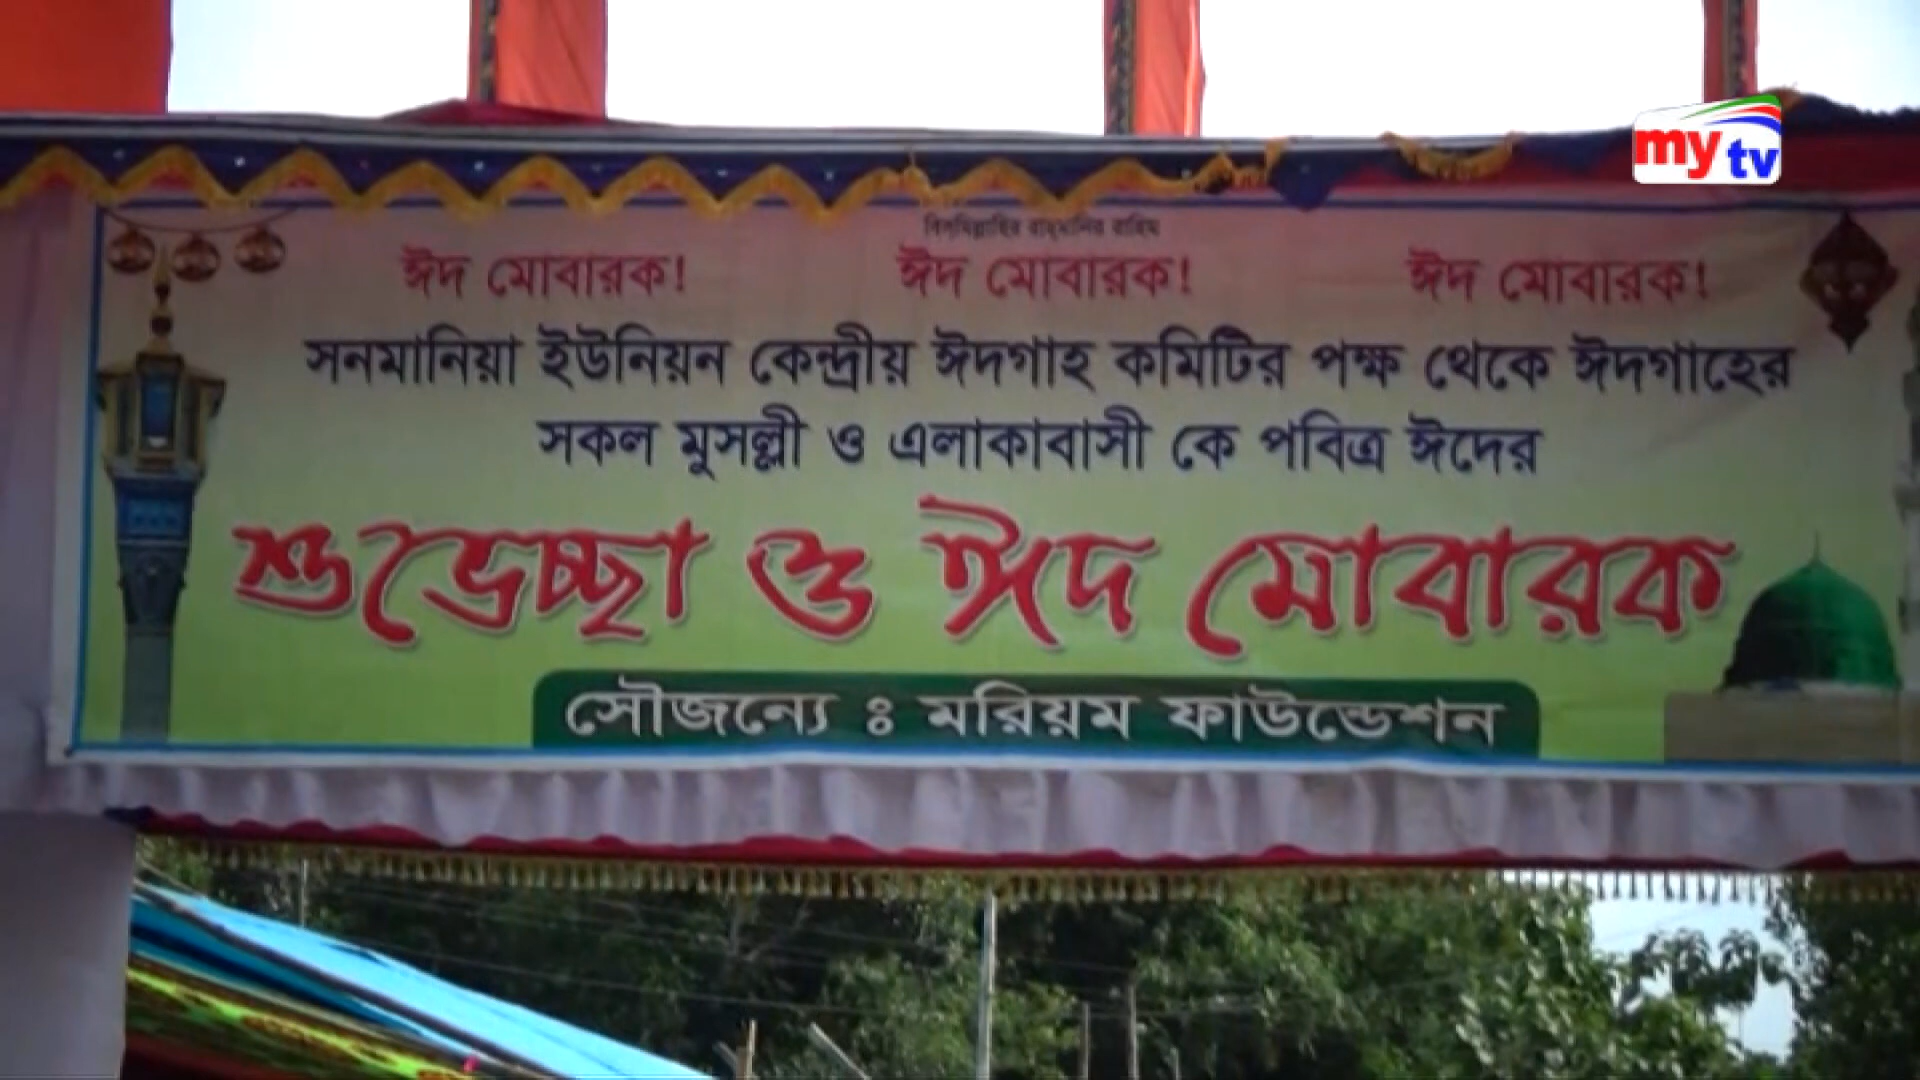 my tv
বিস্‌মিল্লাহির রাহ্‌মানির রাহিম
ঈদ মোবারক! ঈদ মোবারক! ঈদ মোবারক!
সনমানিয়া ইউনিয়ন কেন্দ্রীয় ঈদগাহ কমিটির পক্ষ থেকে ঈদগাহের
সকল মুসল্লী ও এলাকাবাসী কে পবিত্র ঈদের
শুভেচ্ছা ও ঈদ মোবারক
সৌজন্যে ঃ মরিয়ম ফাউন্ডেশন